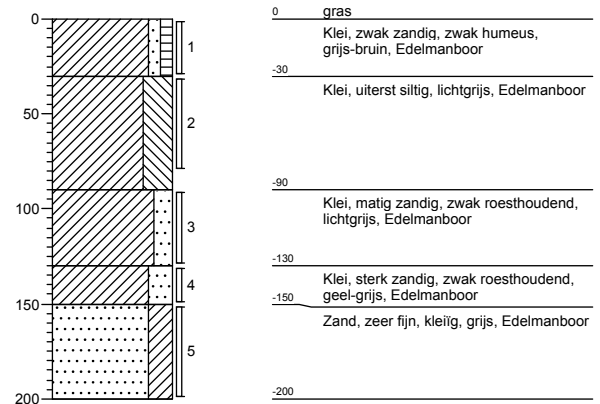 0
50
100
150
200
1
2
3
4
5
0
gras
Klei, zwak zandig, zwak humeus,
grijs-bruin, Edelmanboor
-30
Klei, uiterst siltig, lichtgrijs, Edelmanboor
-90
Klei, matig zandig, zwak roesthoudend,
lichtgrijs, Edelmanboor
-130
Klei, sterk zandig, zwak roesthoudend,
geel-grijs, Edelmanboor
-150
Zand, zeer fijn, kleiïg, grijs, Edelmanboor
-200